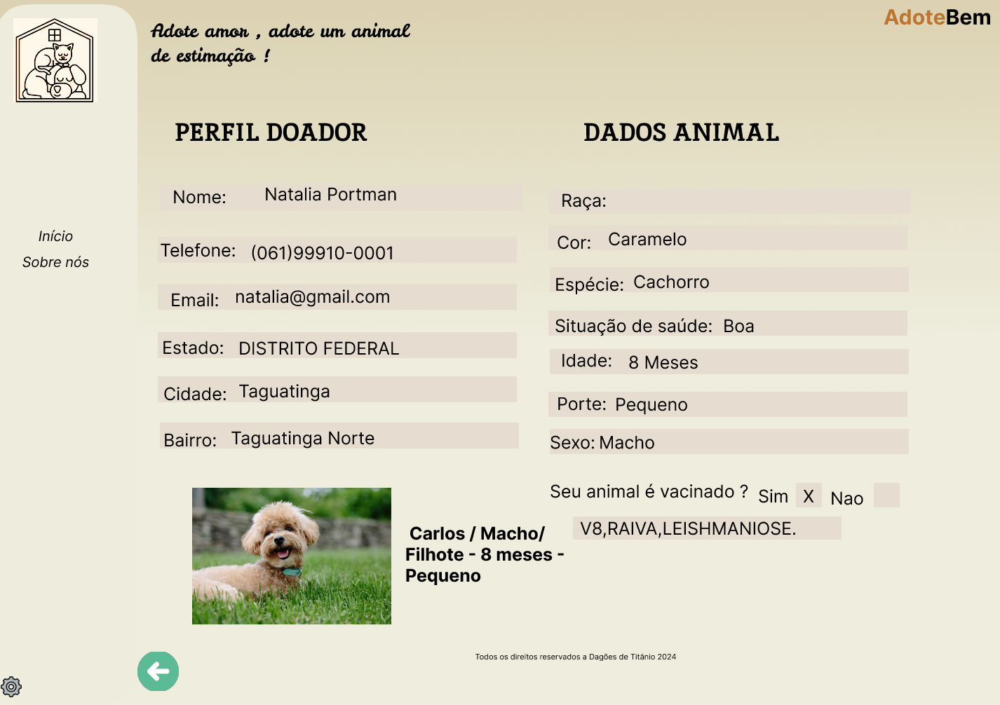 AdoteBem
Adote amor , adote um animal
de estimação !
Início
Sobre nós
PERFIL DOADOR
Nome: Natalia Portman
Telefone: (061)99910-0001
Email: natalia@gmail.com
Estado: DISTRITO FEDERAL
Cidade: Taguatinga
Bairro: Taguatinga Norte
Carlos / Macho/
Filhote - 8 meses -
Pequeno
DADOS ANIMAL
Raça:
Cor: Caramelo
Espécie: Cachorro
Situação de saúde: Boa
Idade: 8 Meses
Porte: Pequeno
Sexo: Macho
Seu animal é vacinado ? Sim X Nao
V8,RAIVA,LEISHMANIOSE.
Todos os direitos reservados a Dagões de Titânio 2024